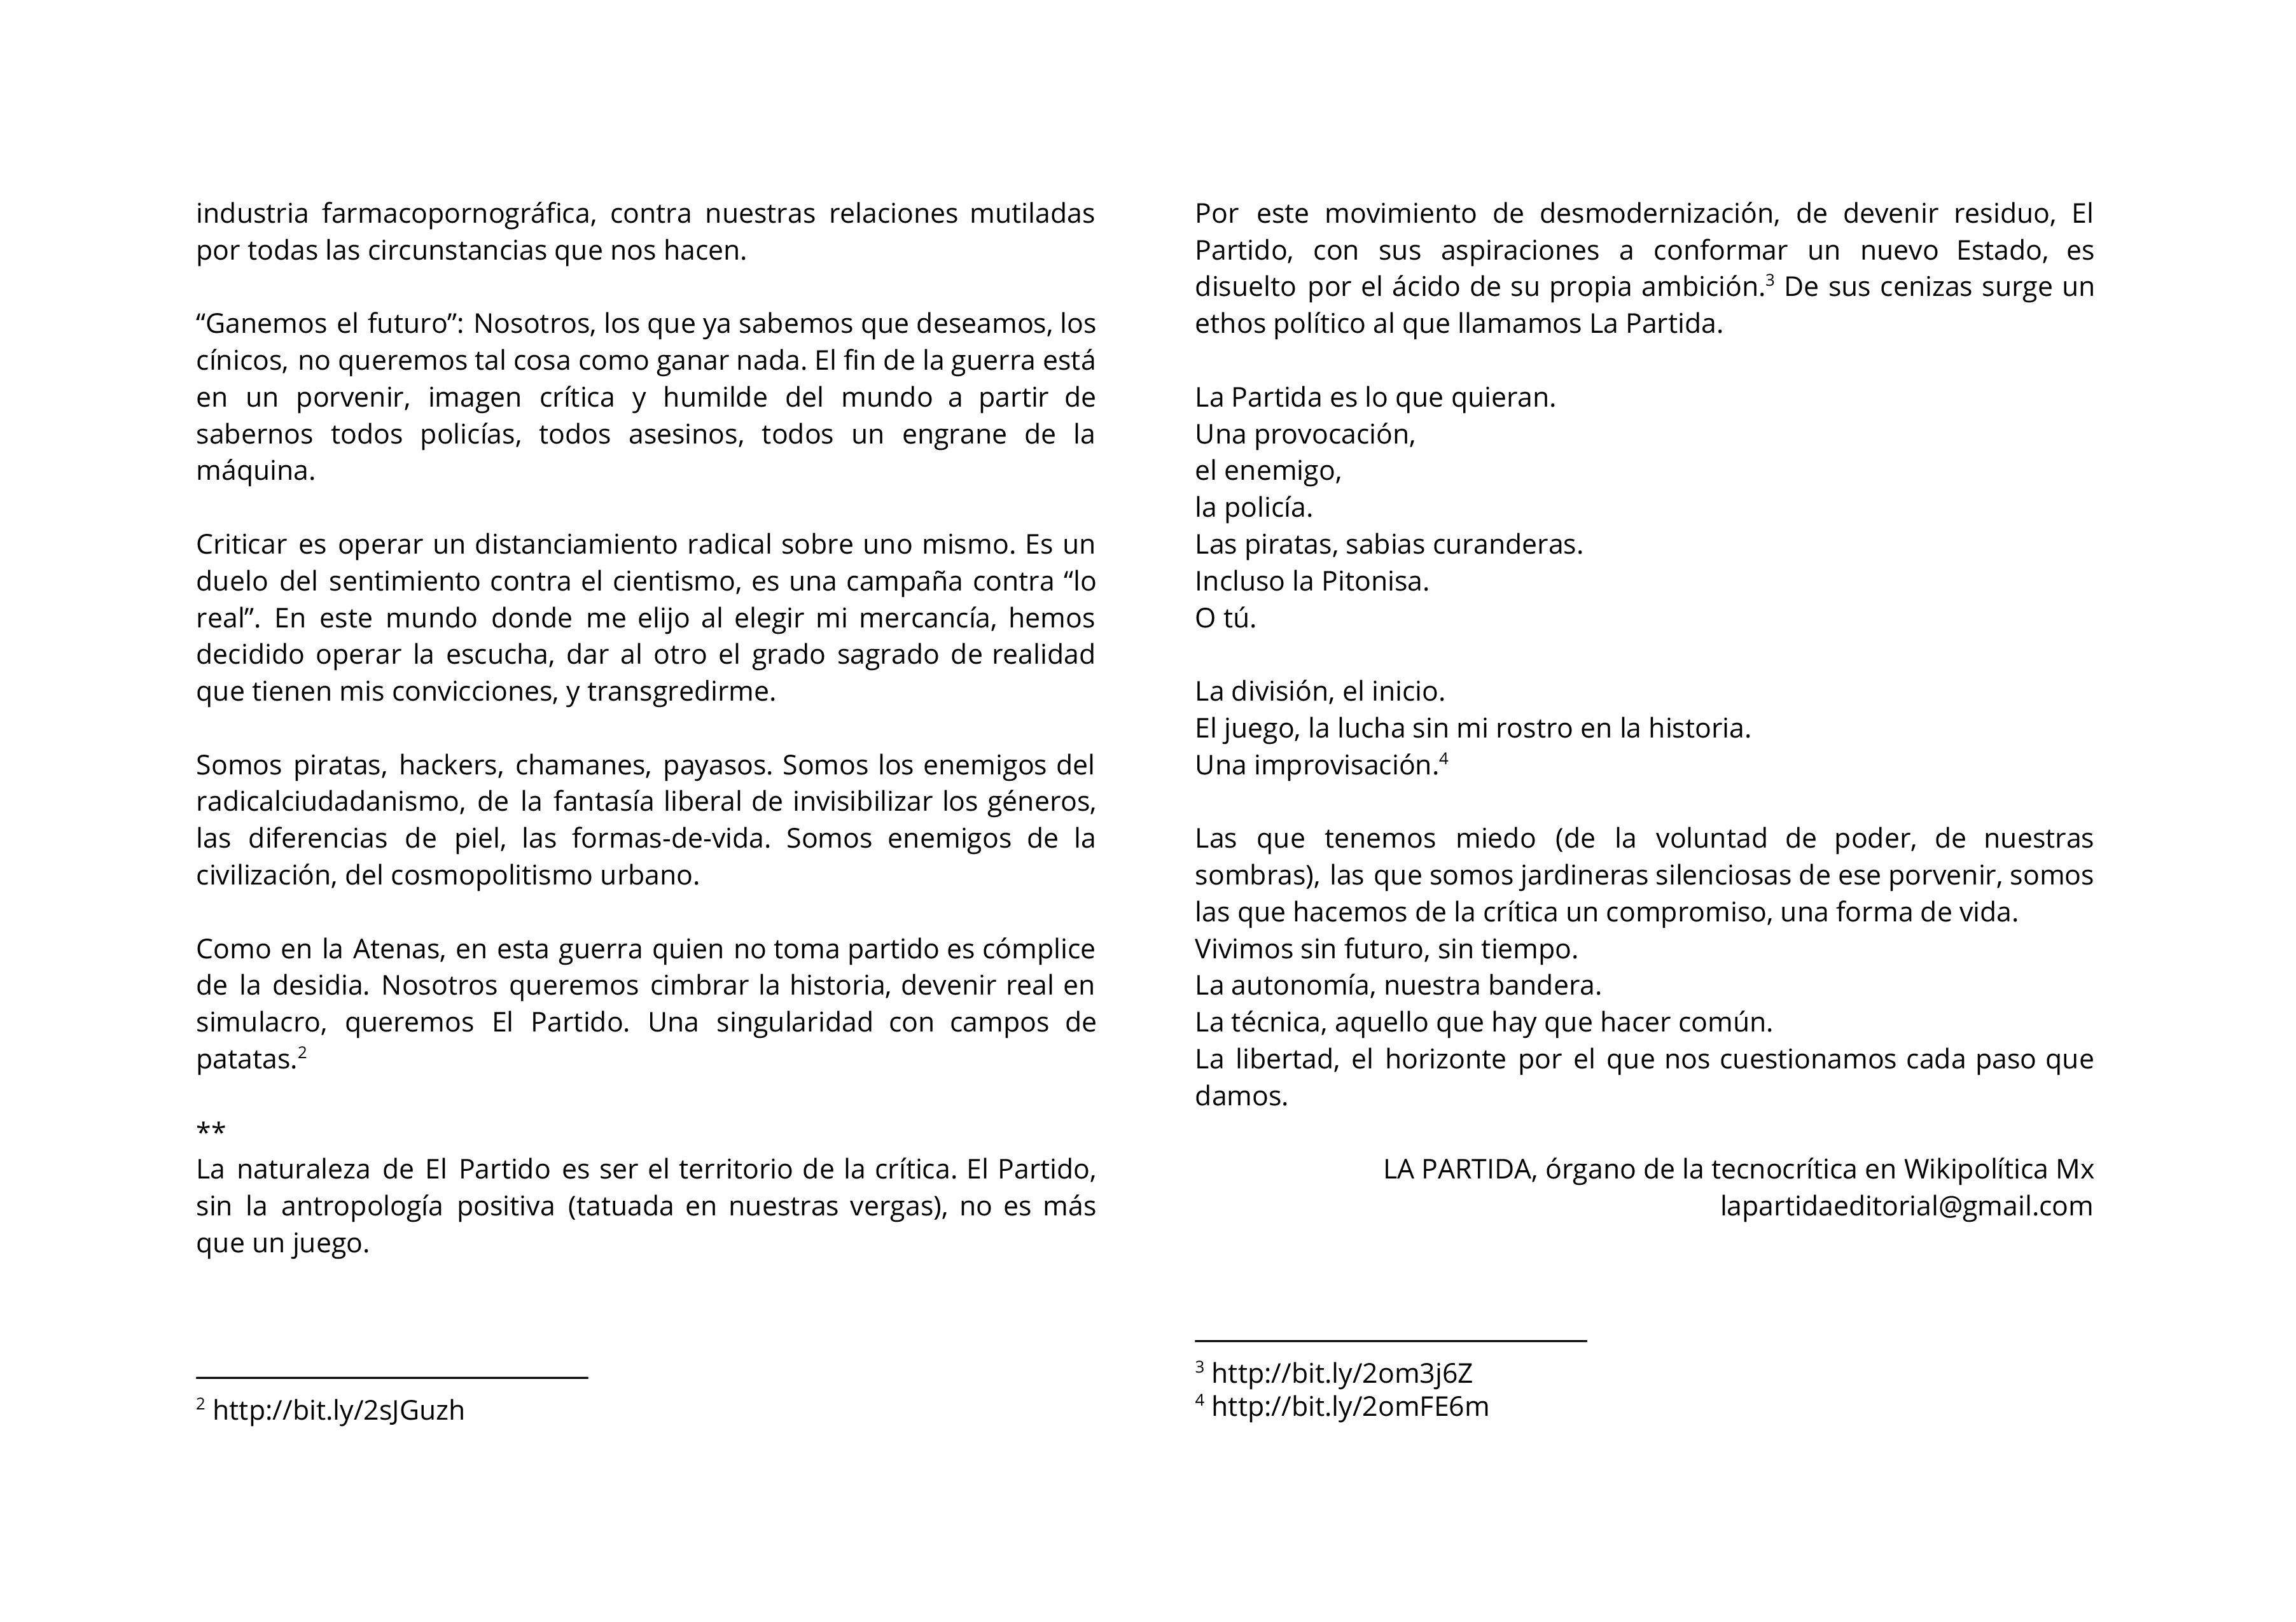 industria farmacopornográfica, contra nuestras relaciones mutiladas
por todas las circunstancias que nos hacen.
“Ganemos el futuro”: Nosotros, los que ya sabemos que deseamos, los
cínicos, no queremos tal cosa como ganar nada. El fin de la guerra está
en un porvenir, imagen crítica y humilde del mundo a partir de
sabernos todos policías, todos asesinos, todos un engrane de la
máquina.
Criticar es operar un distanciamiento radical sobre uno mismo. Es un
duelo del sentimiento contra el cientismo, es una campaña contra “lo
real”. En este mundo donde me elijo al elegir mi mercancía, hemos
decidido operar la escucha, dar al otro el grado sagrado de realidad
que tienen mis convicciones, y transgredirme.
Somos piratas, hackers, chamanes, payasos. Somos los enemigos del
radicalciudadanismo, de la fantasía liberal de invisibilizar los géneros,
las diferencias de piel, las formas-de-vida. Somos enemigos de la
civilización, del cosmopolitismo urbano.
Como en la Atenas, en esta guerra quien no toma partido es cómplice
de la desidia. Nosotros queremos cimbrar la historia, devenir real en
simulacro, queremos El Partido. Una singularidad con campos de
patatas.²
**
La naturaleza de El Partido es ser el territorio de la crítica. El Partido,
sin la antropología positiva (tatuada en nuestras vergas), no es más
que un juego.
² http://bit.ly/2sJGuzh
Por este movimiento de desmodernización, de devenir residuo, El
Partido, con sus aspiraciones a conformar un nuevo Estado, es
disuelto por el ácido de su propia ambición.³ De sus cenizas surge un
ethos político al que llamamos La Partida.
La Partida es lo que quieran.
Una provocación,
el enemigo,
la policía.
Las piratas, sabias curanderas.
Incluso la Pitonisa.
O tú.
La división, el inicio.
El juego, la lucha sin mi rostro en la historia.
Una improvisación.⁴
Las que tenemos miedo (de la voluntad de poder, de nuestras
sombras), las que somos jardineras silenciosas de ese porvenir, somos
las que hacemos de la crítica un compromiso, una forma de vida.
Vivimos sin futuro, sin tiempo.
La autonomía, nuestra bandera.
La técnica, aquello que hay que hacer común.
La libertad, el horizonte por el que nos cuestionamos cada paso que
damos.
LA PARTIDA, órgano de la tecnocrítica en Wikipolítica Mx
lapartidaeditorial@gmail.com
³ http://bit.ly/2om3j6Z
⁴ http://bit.ly/2omFE6m